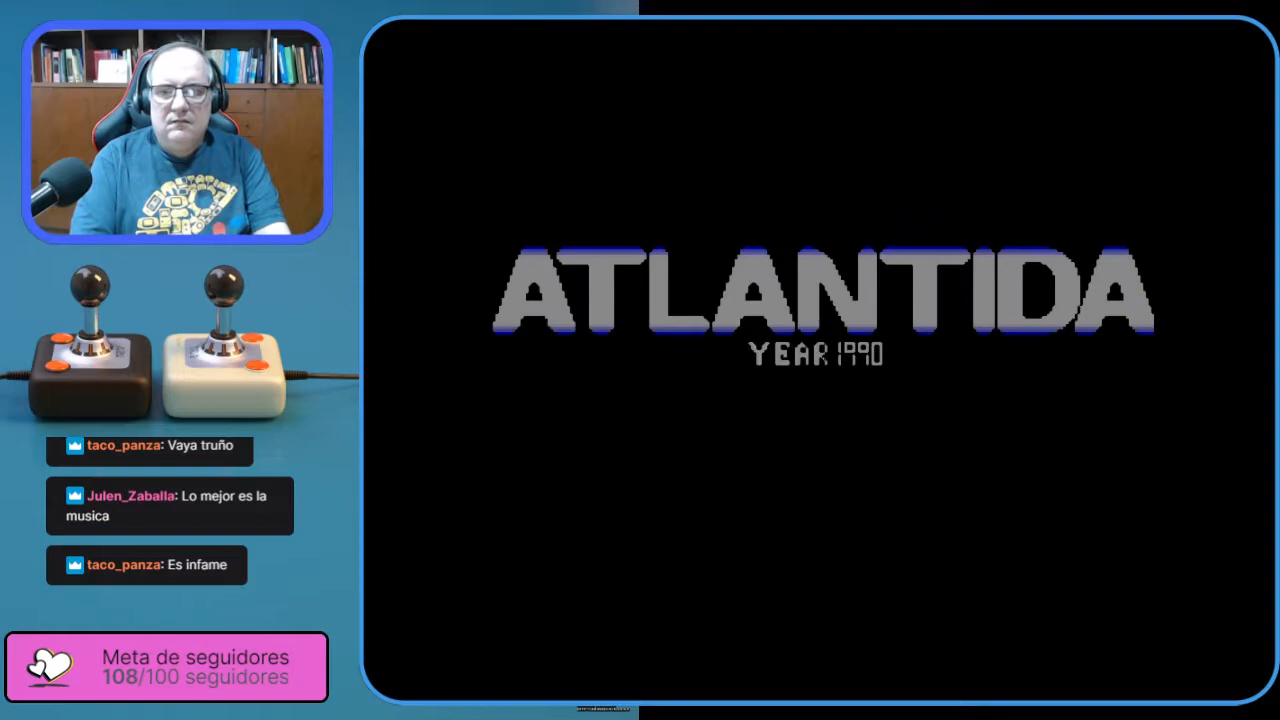 ATLANTIDA
YEAR 1990
taco_panza: Vaya truño
Julen_Zaballa: Lo mejor es la
musica
taco_panza: Es infame
Meta de seguidores
108/100 seguidores